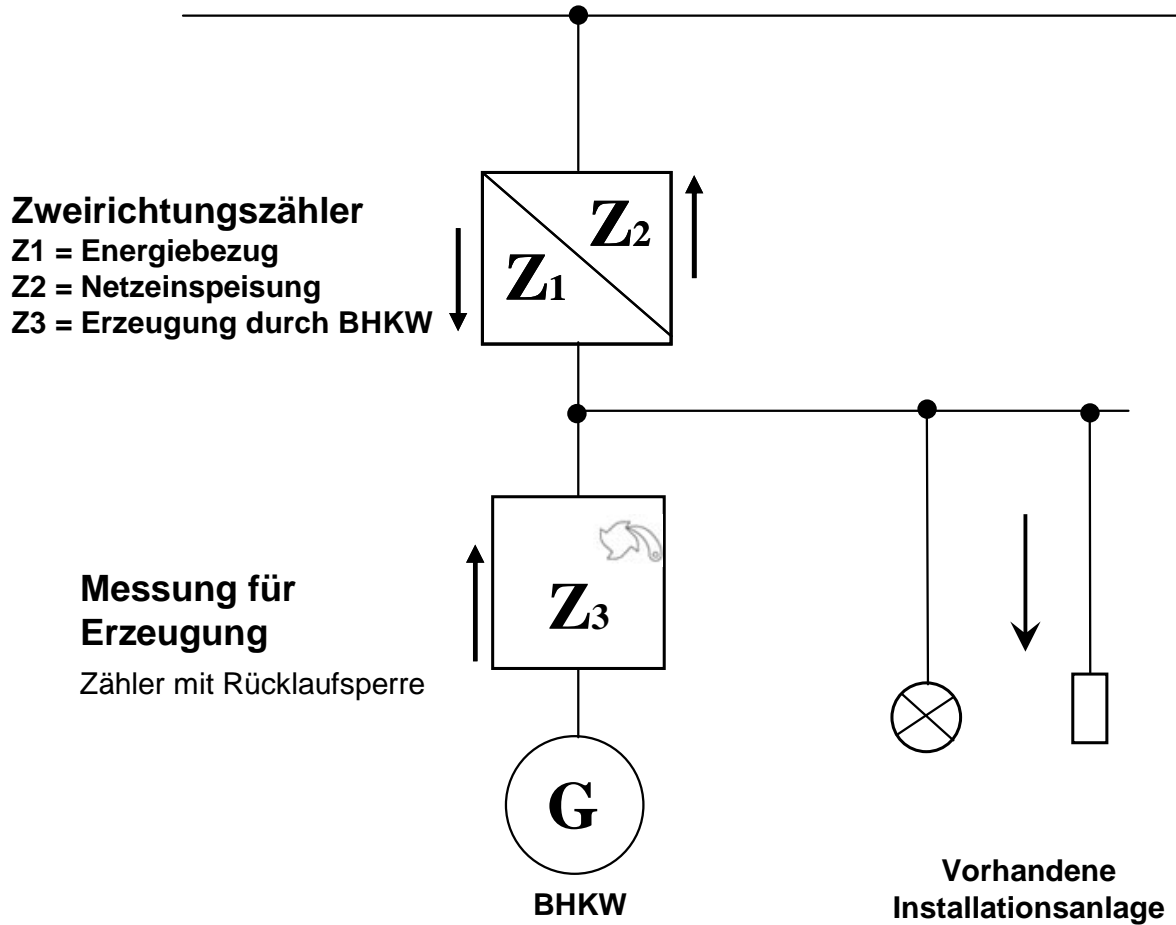 Zweirichtungszähler
Z1 = Energiebezug
Z2 = Netzeinspeisung
Z3 = Erzeugung durch BHKW
Z2
Z1
Messung für
Erzeugung
Zähler mit Rücklaufsperre
Z3
G
BHKW
Vorhandene
Installationsanlage